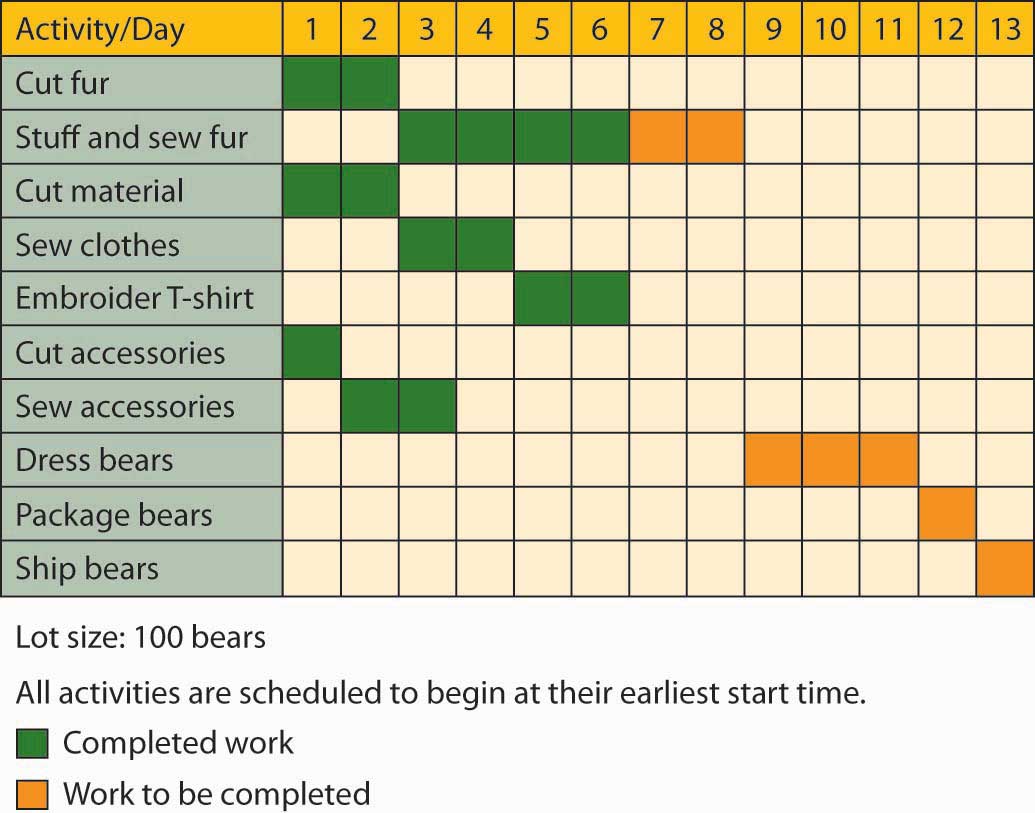 Activity/Day 1 2 3 4 5 6 7 8 9 10 11 12 13
Cut fur
Stuff and sew fur
Cut material
Sew clothes
Embroider T-shirt
Cut accessories
Sew accessories
Dress bears
Package bears
Ship bears
Lot size: 100 bears
All activities are scheduled to begin at their earliest start time.
Completed work
Work to be completed